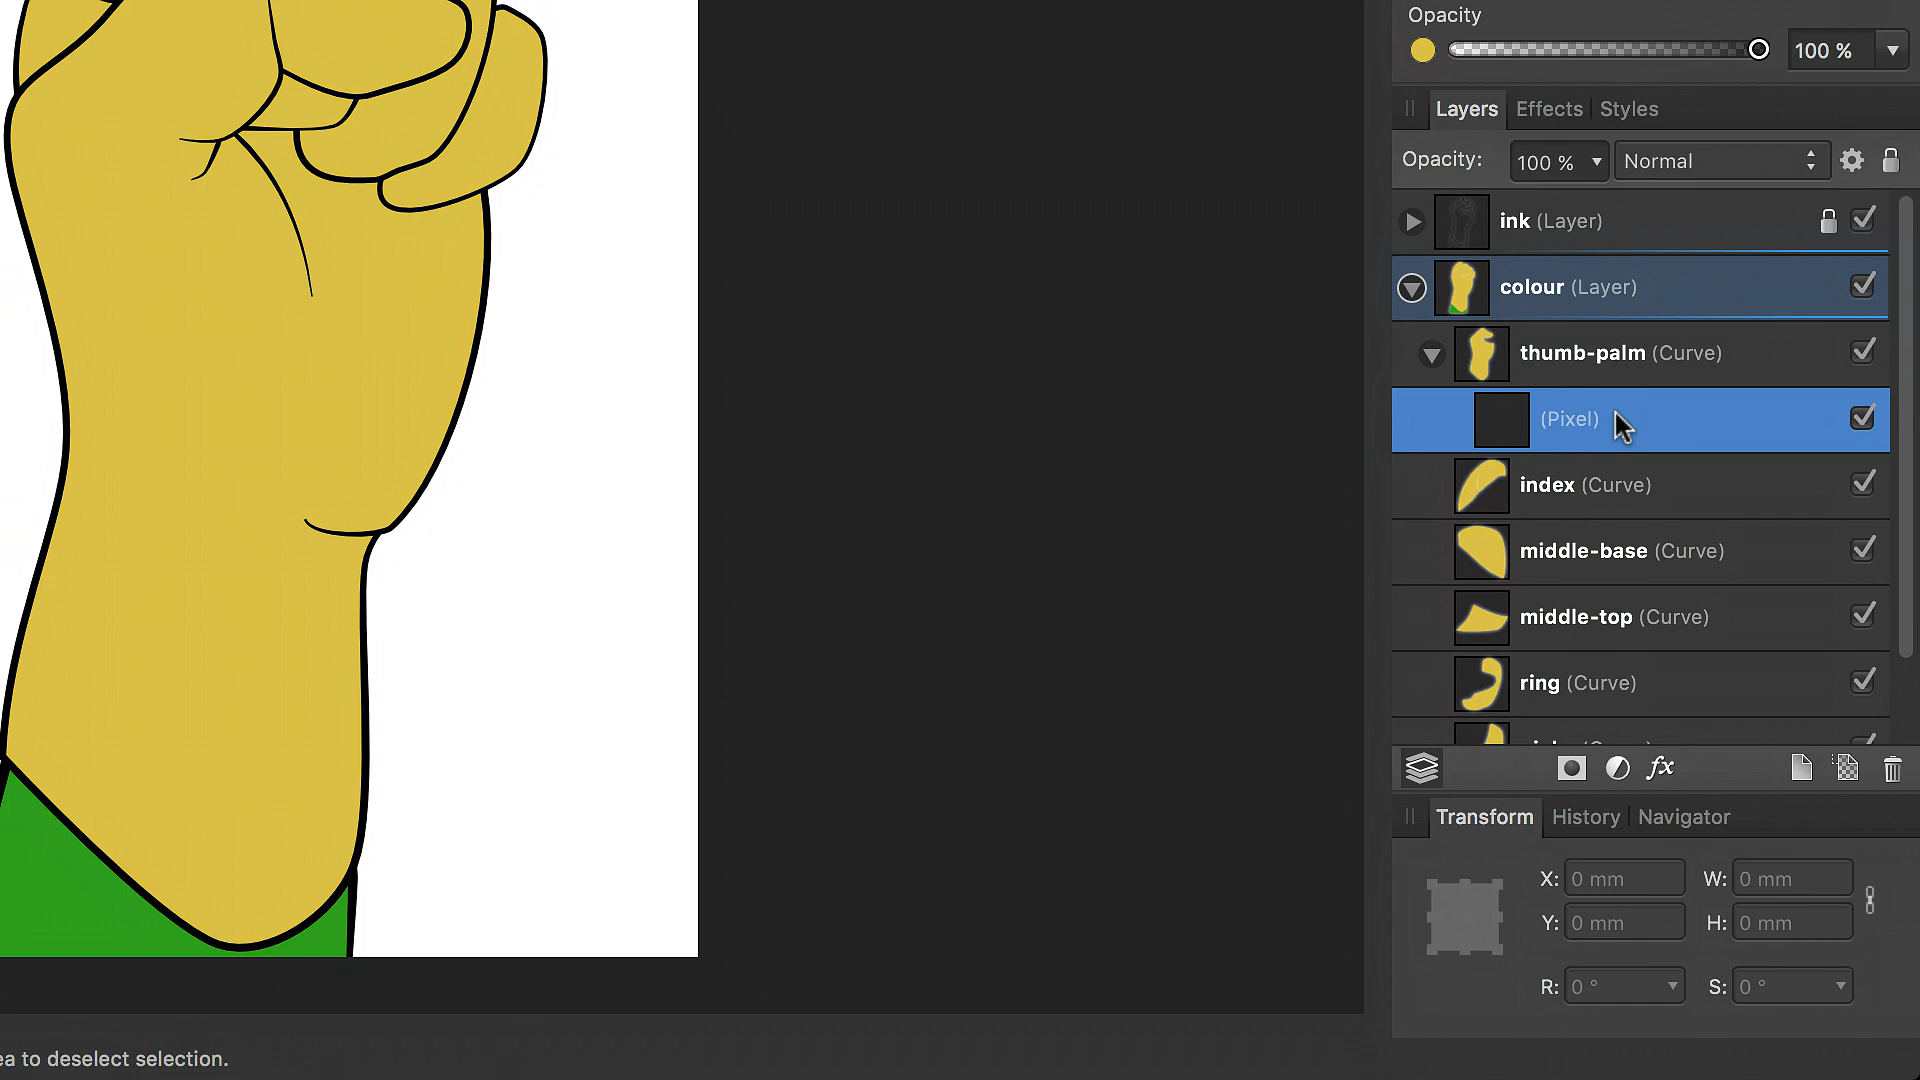 Opacity
100 %
Layers Effects Styles
Opacity: 100 % Normal
ink (Layer)
colour (Layer)
thumb-palm (Curve)
(Pixel)
index (Curve)
middle-base (Curve)
middle-top (Curve)
ring (Curve)
fx
Transform History Navigator
X: 0 mm W: 0 mm
Y: 0 mm H: 0 mm
R: 0 ° S: 0 °
to deselect selection.